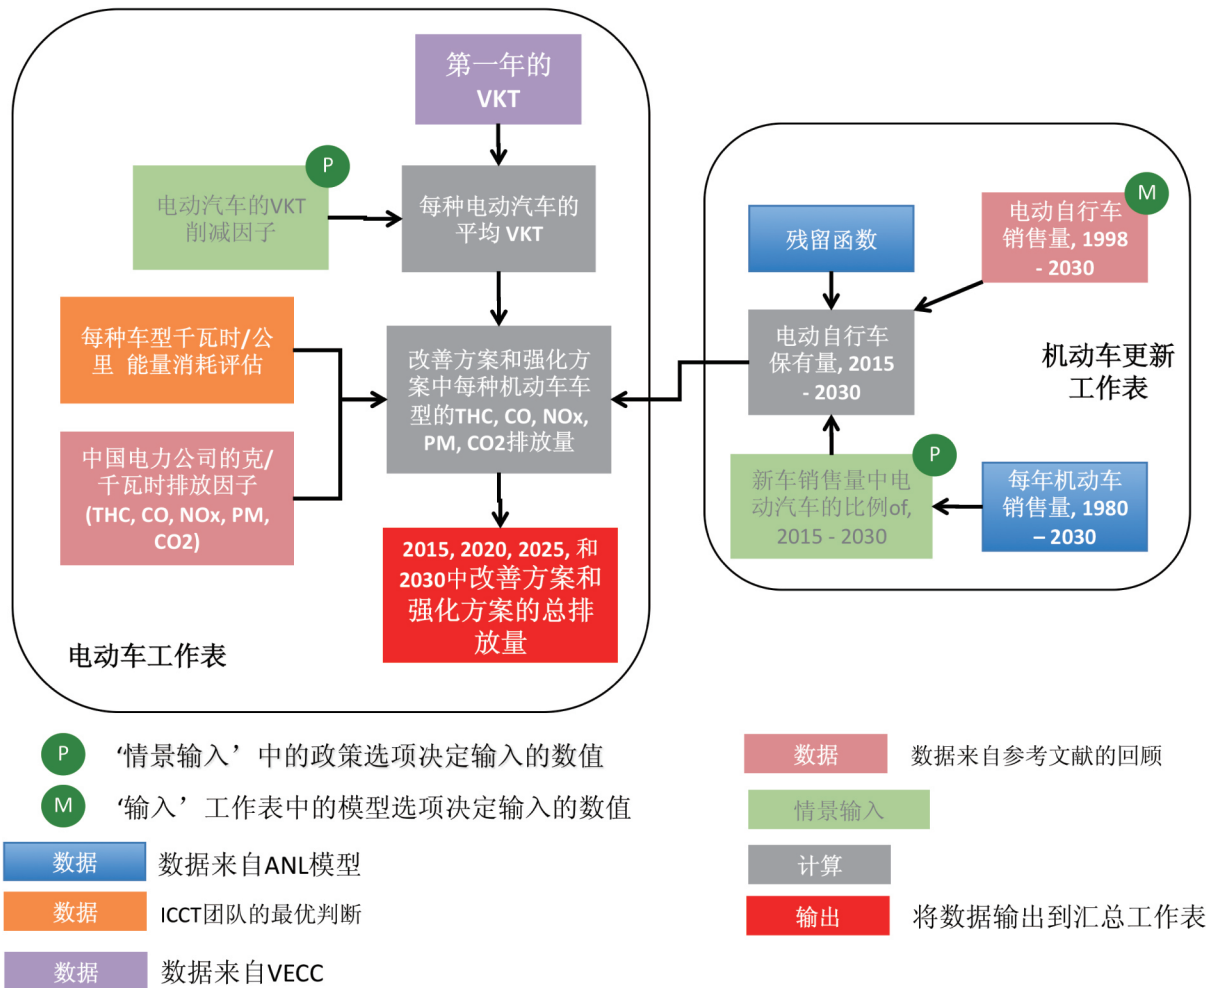 第一年的
VKT
P
电动汽车的VKT
削减因子
每种电动汽车的
平均 VKT
每种车型千瓦时/公
里 能量消耗评估
改善方案和强化方
案中每种机动车车
型的THC, CO, NOx,
PM, CO2排放量
中国电力公司的克/
千瓦时排放因子
(THC, CO, NOx, PM,
CO2)
2015, 2020, 2025, 和
2030中改善方案和
强化方案的总排
放量
电动车工作表
M
残留函数
电动自行车
销售量, 1998
- 2030
电动自行车
保有量, 2015
- 2030
机动车更新
工作表
P
新车销售量中电
动汽车的比例of,
2015 - 2030
每年机动车
销售量, 1980
– 2030
P ‘情景输入’ 中的政策选项决定输入的数值
M ‘输入’ 工作表中的模型选项决定输入的数值
数据 数据来自ANL模型
数据 ICCT团队的最优判断
数据 数据来自VECC
数据 数据来自参考文献的回顾
情景输入
计算
输出 将数据输出到汇总工作表